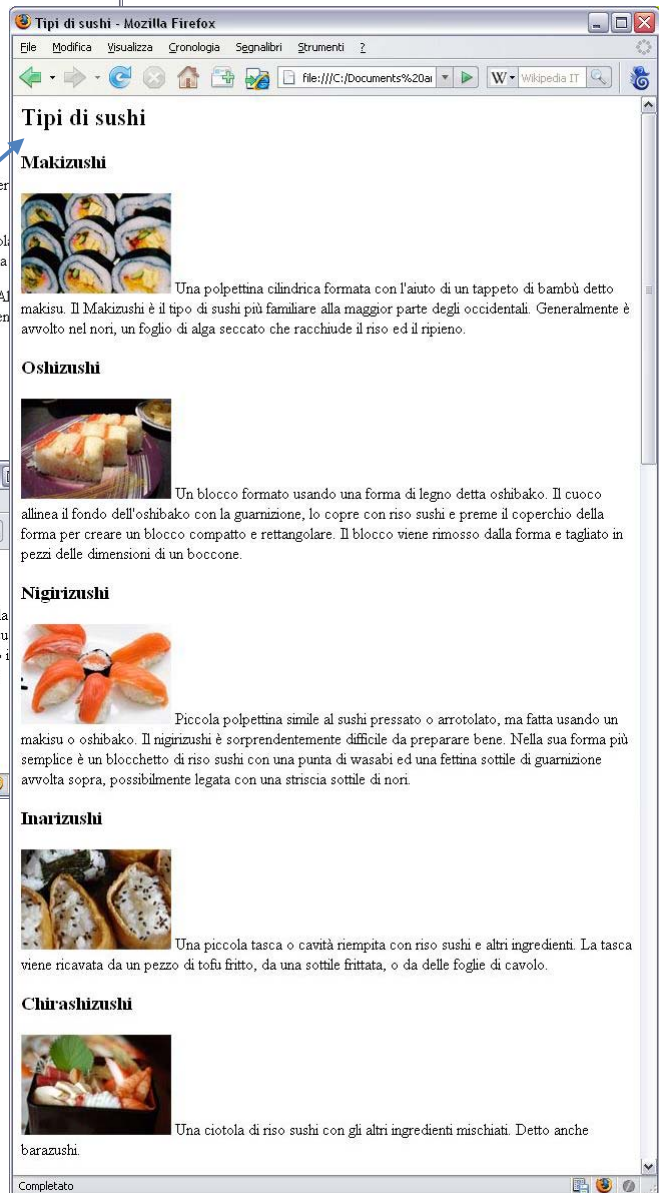 Tipi di sushi - Mozilla Firefox
File Modifica Visualizza Cronologia Segnalibri Strumenti ?
file:///C:/Documents%20ai W Wikipedia IT
Tipi di sushi
Makizushi
Una polpettina cilindrica formata con l'aiuto di un tappeto di bambù detto
makisu. Il Makizushi è il tipo di sushi più familiare alla maggior parte degli occidentali. Generalmente è
avvolto nel nori, un foglio di alga seccato che racchiude il riso ed il ripieno.
Oshizushi
Un blocco formato usando una forma di legno detta oshibako. Il cuoco
allinea il fondo dell'oshibako con la guarnizione, lo copre con riso sushi e preme il coperchio della
forma per creare un blocco compatto e rettangolare. Il blocco viene rimosso dalla forma e tagliato in
pezzi delle dimensioni di un boccone.
Nigirizushi
Piccola polpettina simile al sushi pressato o arrotolato, ma fatta usando un
makisu o oshibako. Il nigirizushi è sorprendentemente difficile da preparare bene. Nella sua forma più
semplice è un blocchetto di riso sushi con una punta di wasabi ed una fettina sottile di guarnizione
avvolta sopra, possibilmente legata con una striscia sottile di nori.
Inarizushi
Una piccola tasca o cavità riempita con riso sushi e altri ingredienti. La tasca
viene ricavata da un pezzo di tofu fritto, da una sottile frittata, o da delle foglie di cavolo.
Chirashizushi
Una ciotola di riso sushi con gli altri ingredienti mischiati. Detto anche
barazushi.
Completato